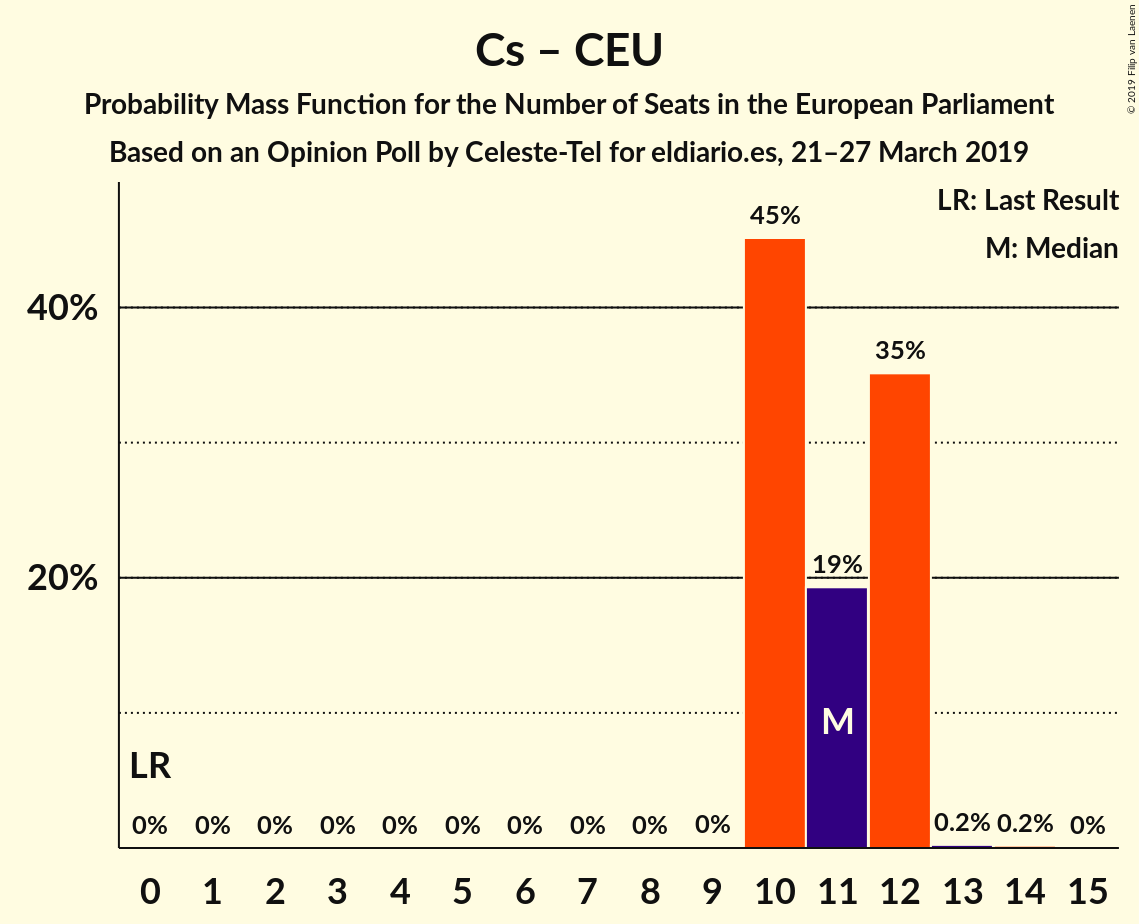 Cs – CEU
Probability Mass Function for the Number of Seats in the European Parliament
Based on an Opinion Poll by Celeste-Tel for eldiario.es, 21–27 March 2019
© 2019 Filip van Laenen
LR: Last Result
M: Median
45%
40%
35%
19%
20%
M
LR
0% 0% 0% 0% 0% 0% 0% 0% 0% 0% 0.2% 0.2% 0%
0 1 2 3 4 5 6 7 8 9 10 11 12 13 14 15